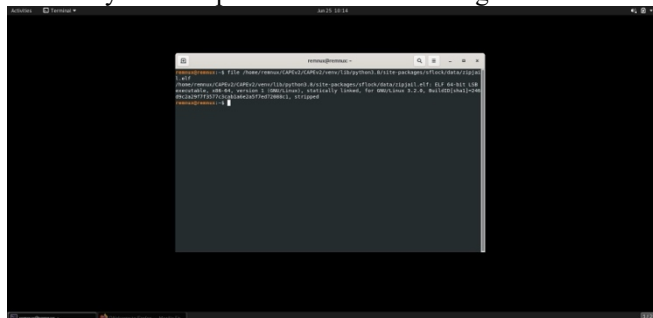 Activities Terminal Jun 25 10:14
remnux@remnux: ~
remnux@remnux:~$ file /home/remnux/CAPEv2/CAPEv2/venv/lib/python3.8/site-packages/sflock/data/zipjai
l.elf
/home/remnux/CAPEv2/CAPEv2/venv/lib/python3.8/site-packages/sflock/data/zipjail.elf: ELF 64-bit LSB
executable, x86-64, version 1 (GNU/Linux), statically linked, for GNU/Linux 3.2.0,
stripped
remnux@remnux:~$